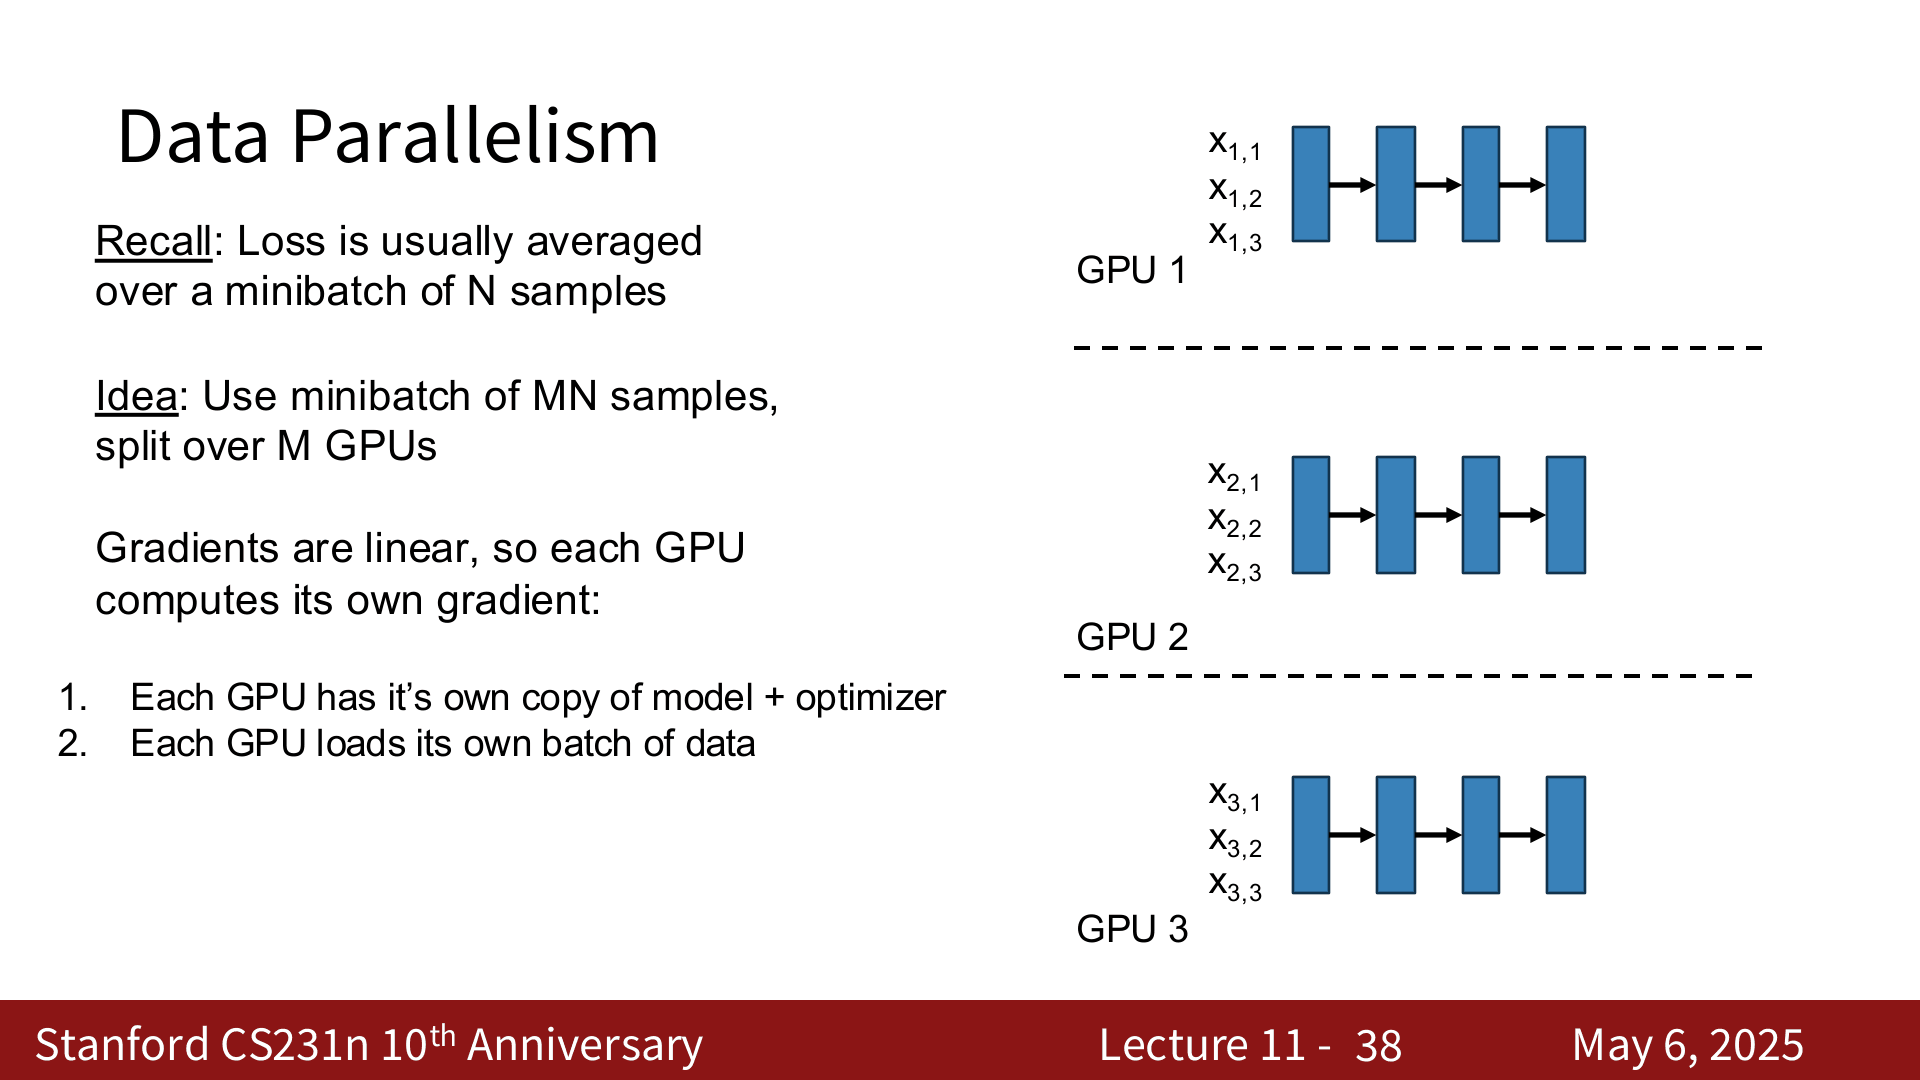 Data Parallelism
Recall: Loss is usually averaged
over a minibatch of N samples
Idea: Use minibatch of MN samples,
split over M GPUs
Gradients are linear, so each GPU
computes its own gradient:
1. Each GPU has it’s own copy of model + optimizer
2. Each GPU loads its own batch of data
x1,1
x1,2
x1,3
GPU 1
x2,1
x2,2
x2,3
GPU 2
x3,1
x3,2
x3,3
GPU 3
Stanford CS231n 10th Anniversary
Lecture 11 - 38
May 6, 2025